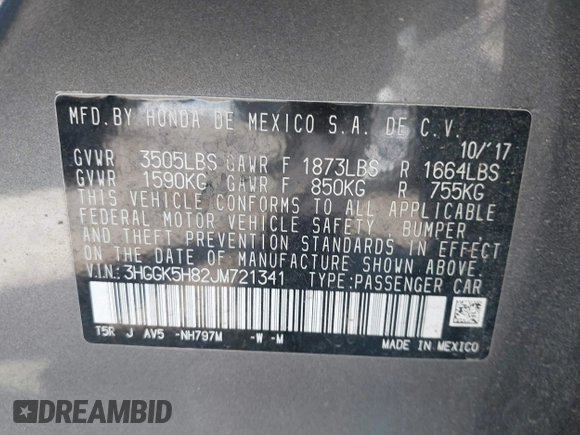 MFD. BY HONDA DE MEXICO S.A. DE C.V.
10/'17
GVWR 3505LBS GAWR F 1873LBS R 1664LBS
GVWR 1590KG GAWR F 850KG R 755KG
THIS VEHICLE CONFORMS TO ALL APPLICABLE
FEDERAL MOTOR VEHICLE SAFETY, BUMPER,
AND THEFT PREVENTION STANDARDS IN EFFECT
ON THE DATE OF MANUFACTURE SHOWN ABOVE.
V.I.N.: 3HGGK5H82JM721341 TYPE: PASSENGER CAR
T5R J AV5 -NH797M -W -M
MADE IN MEXICO
DREAMBID